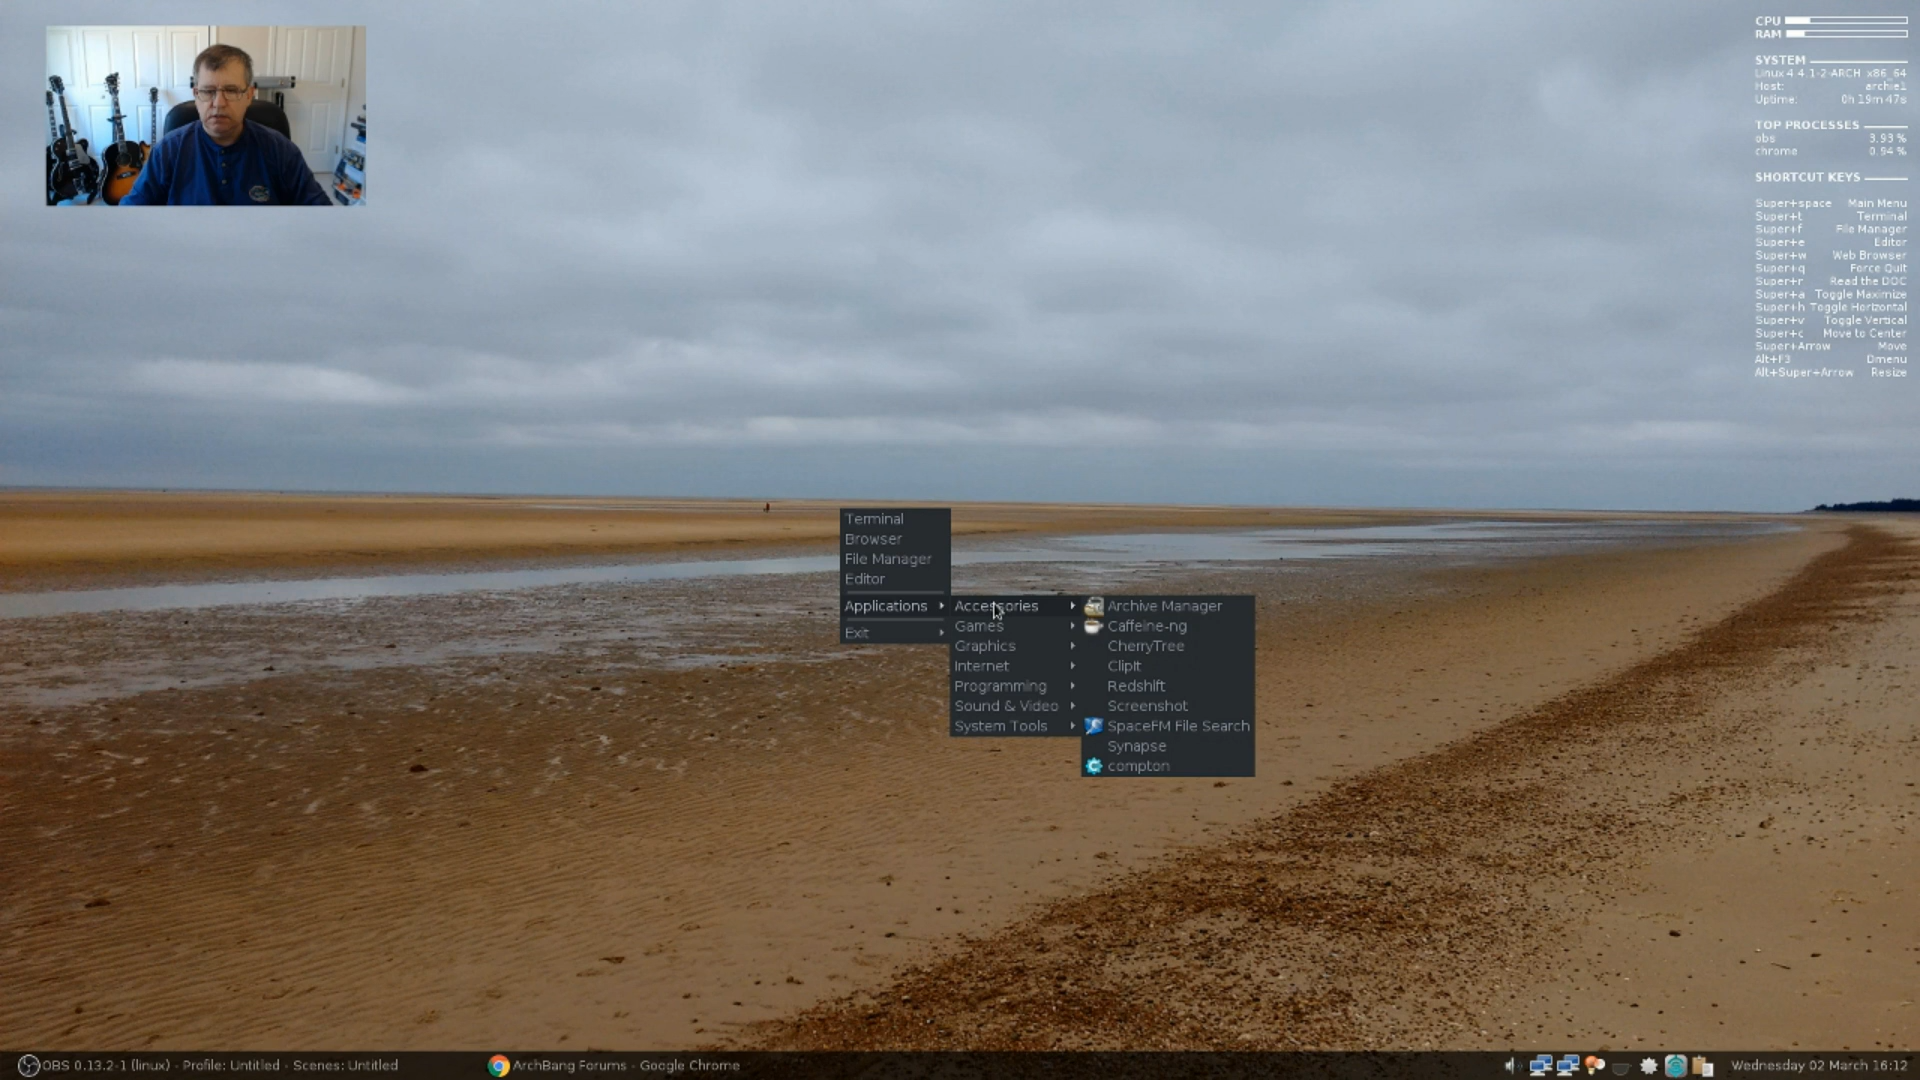 CPU
RAM
SYSTEM
Linux 4.4.1-2-ARCH x86_64
Host: archie1
Uptime: 0h 19m 47s
TOP PROCESSES
obs 3.93 %
chrome 0.94 %
SHORTCUT KEYS
Super+space Main Menu
Super+t Terminal
Super+f File Manager
Super+e Editor
Super+w Web Browser
Super+q Force Quit
Super+r Read the DOC
Super+a Toggle Maximize
Super+h Toggle Horizontal
Super+v Toggle Vertical
Super+c Move to Center
Super+Arrow Move
Alt+F3 Dmenu
Alt+Super+Arrow Resize
Terminal
Browser
File Manager
Editor
Applications
Exit
Accessories
Games
Graphics
Internet
Programming
Sound & Video
System Tools
Archive Manager
Caffeine-ng
CherryTree
ClipIt
Redshift
Screenshot
SpaceFM File Search
Synapse
compton
OBS 0.13.2-1 (linux) - Profile: Untitled - Scenes: Untitled
ArchBang Forums - Google Chrome
Wednesday 02 March 16:12